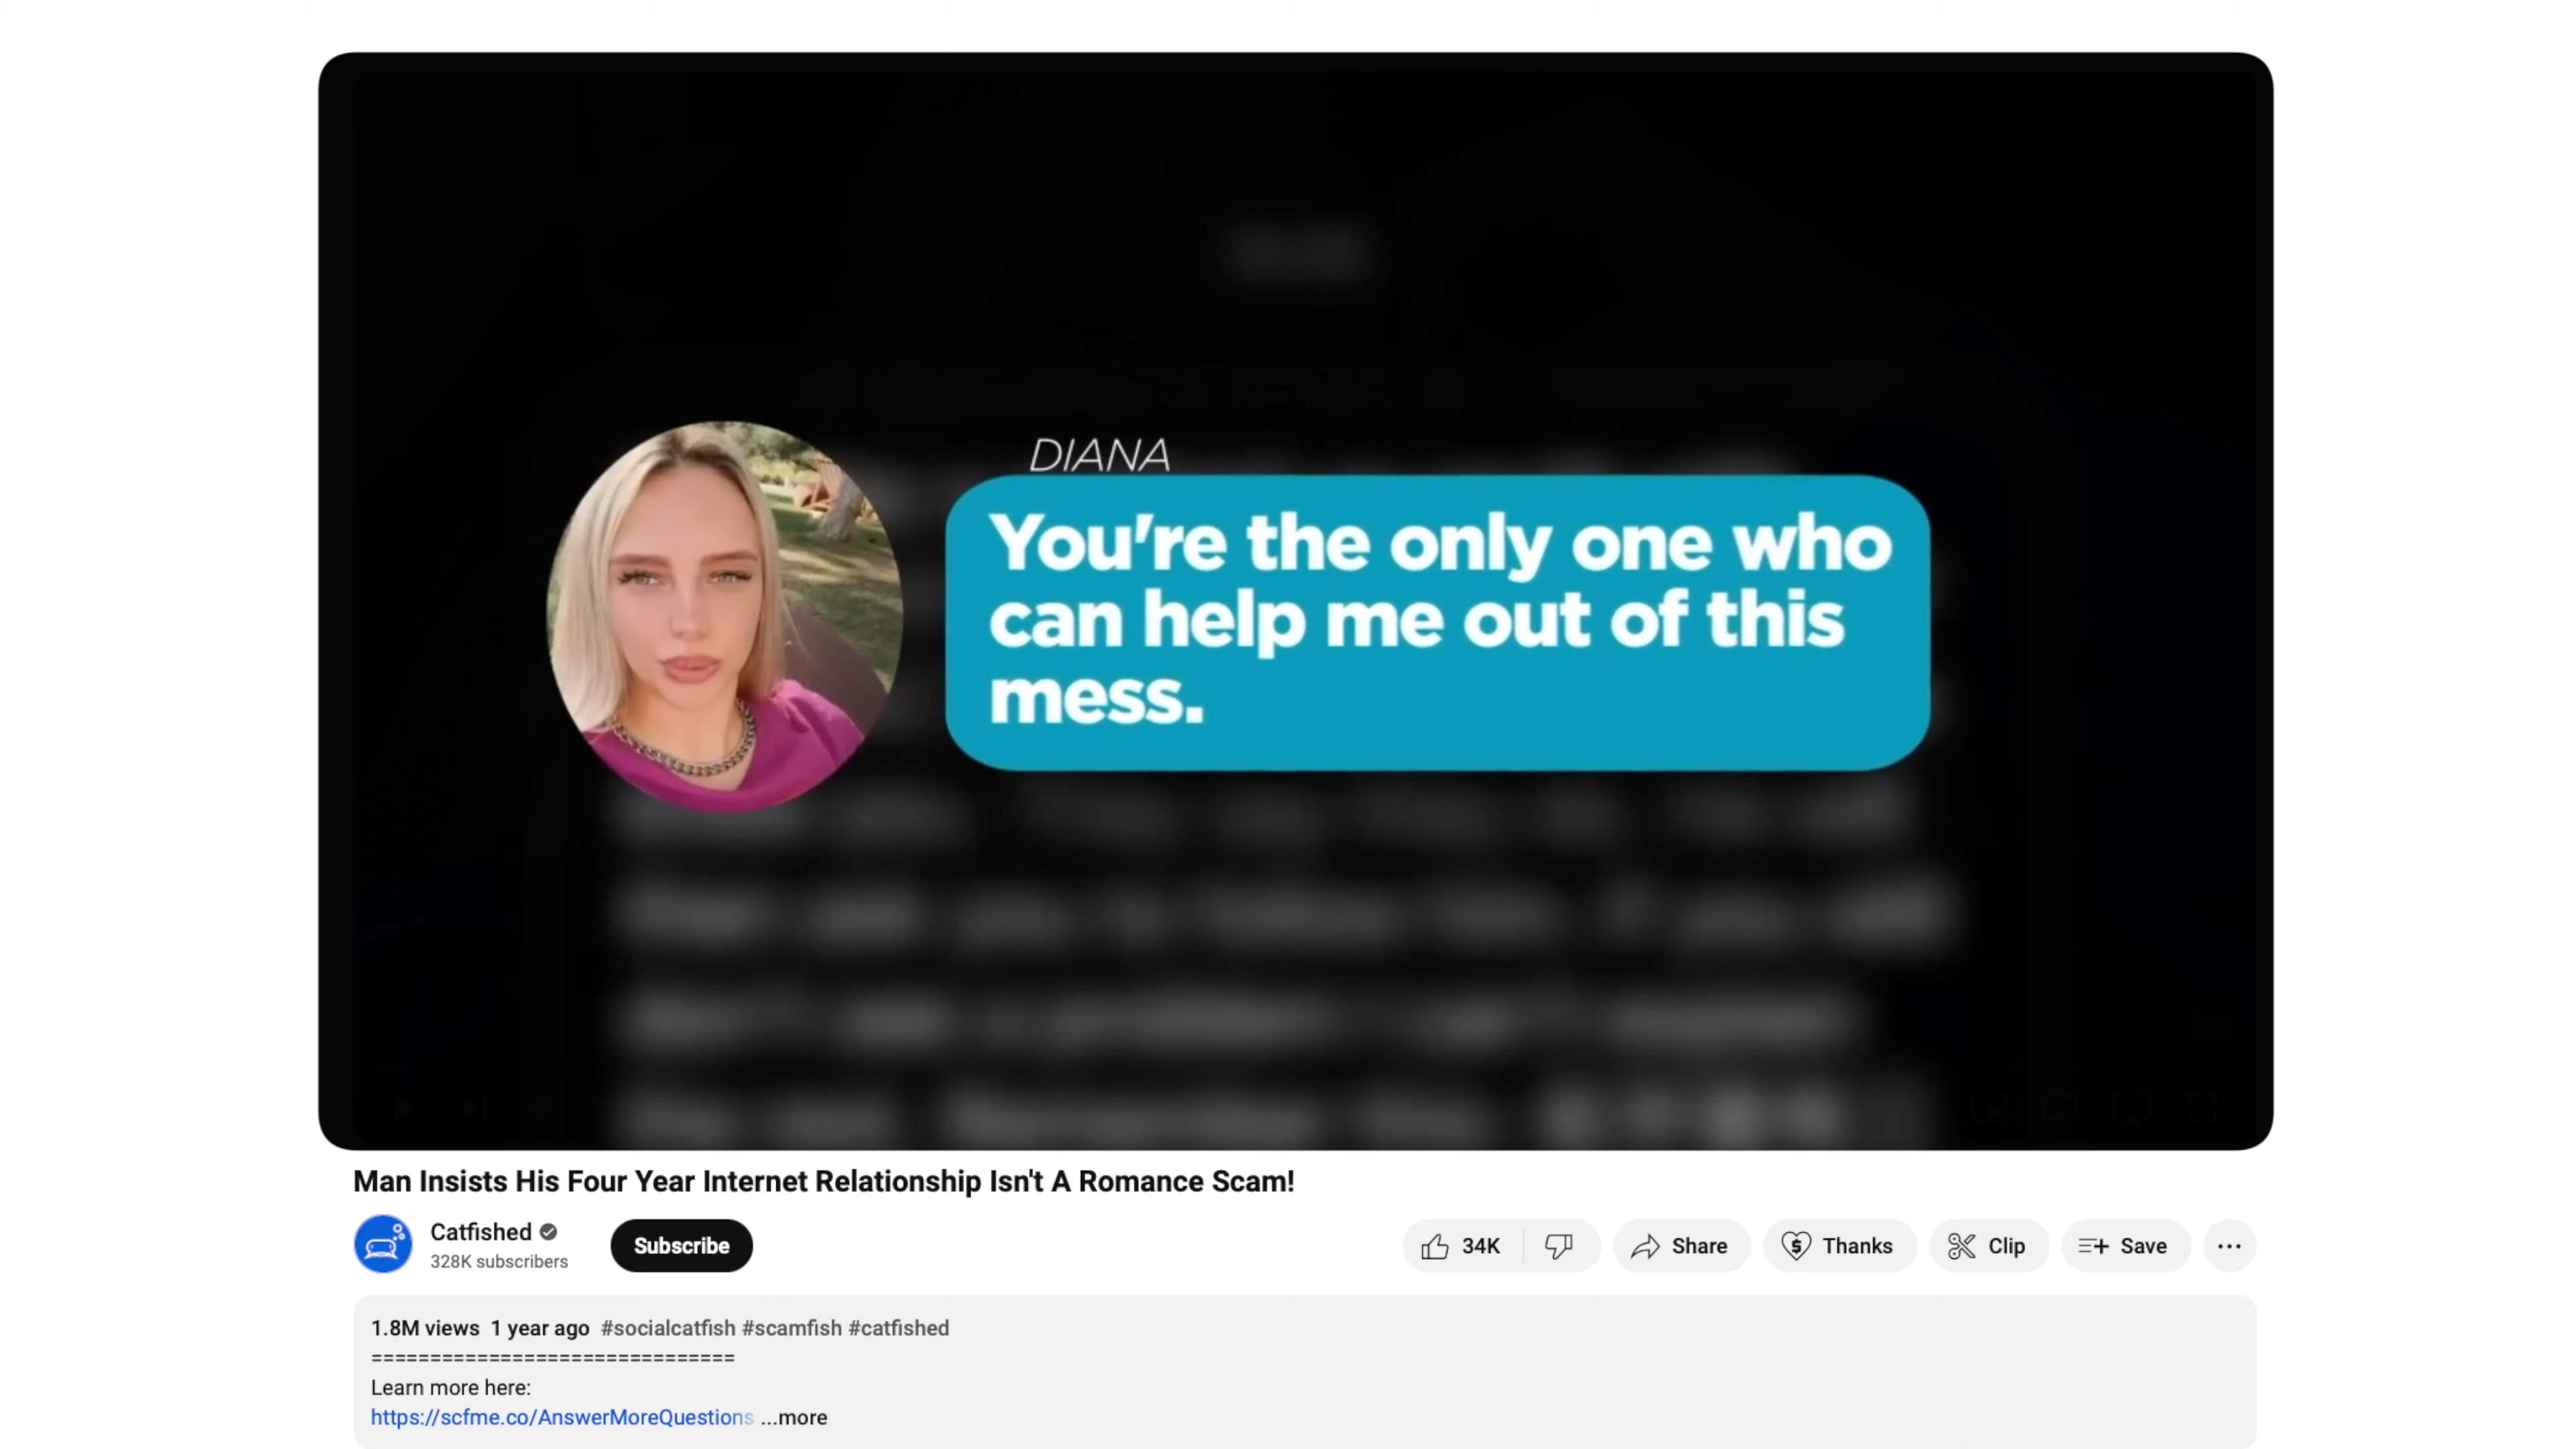 DIANA
You're the only one who
can help me out of this
mess.
Man Insists His Four Year Internet Relationship Isn't A Romance Scam!
Catfished
328K subscribers
Subscribe
34K
Share
Thanks
Clip
Save
1.8M views 1 year ago #socialcatfish #scamfish #catfished
==============================
Learn more here:
https://scfme.co/AnswerMoreQuestions ...more